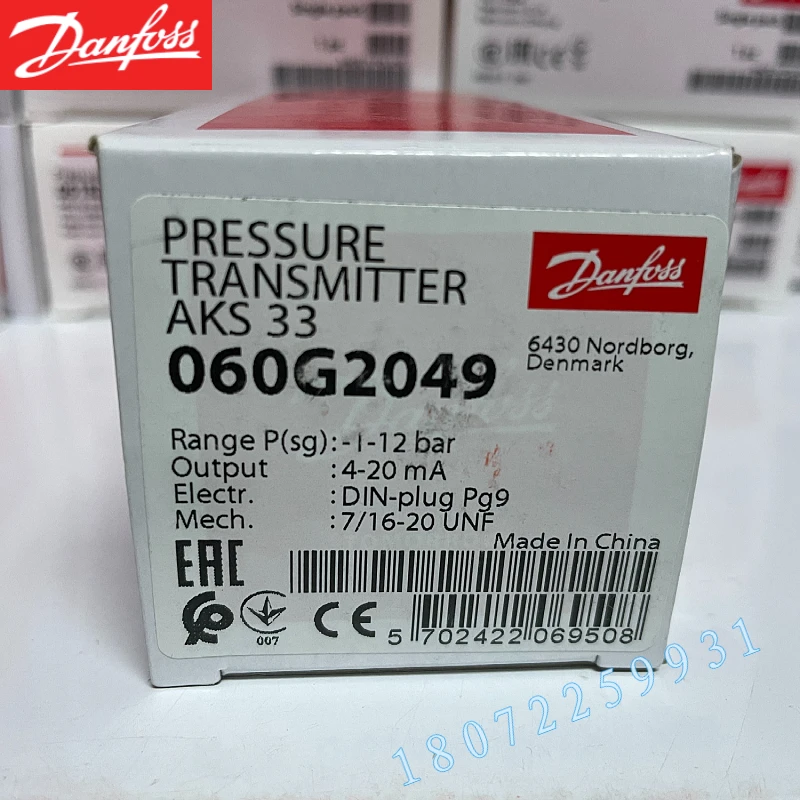 Danfoss
PRESSURE
TRANSMITTER
AKS 33
060G2049
Danfoss
6430 Nordborg,
Denmark
Danfoss
Range P(sg):-1-12 bar
Output :4-20 mA
Electr. :DIN-plug Pg9
Mech. :7/16-20 UNF
Made In China
EAC
007
CE
5 702422 069508
18072259931